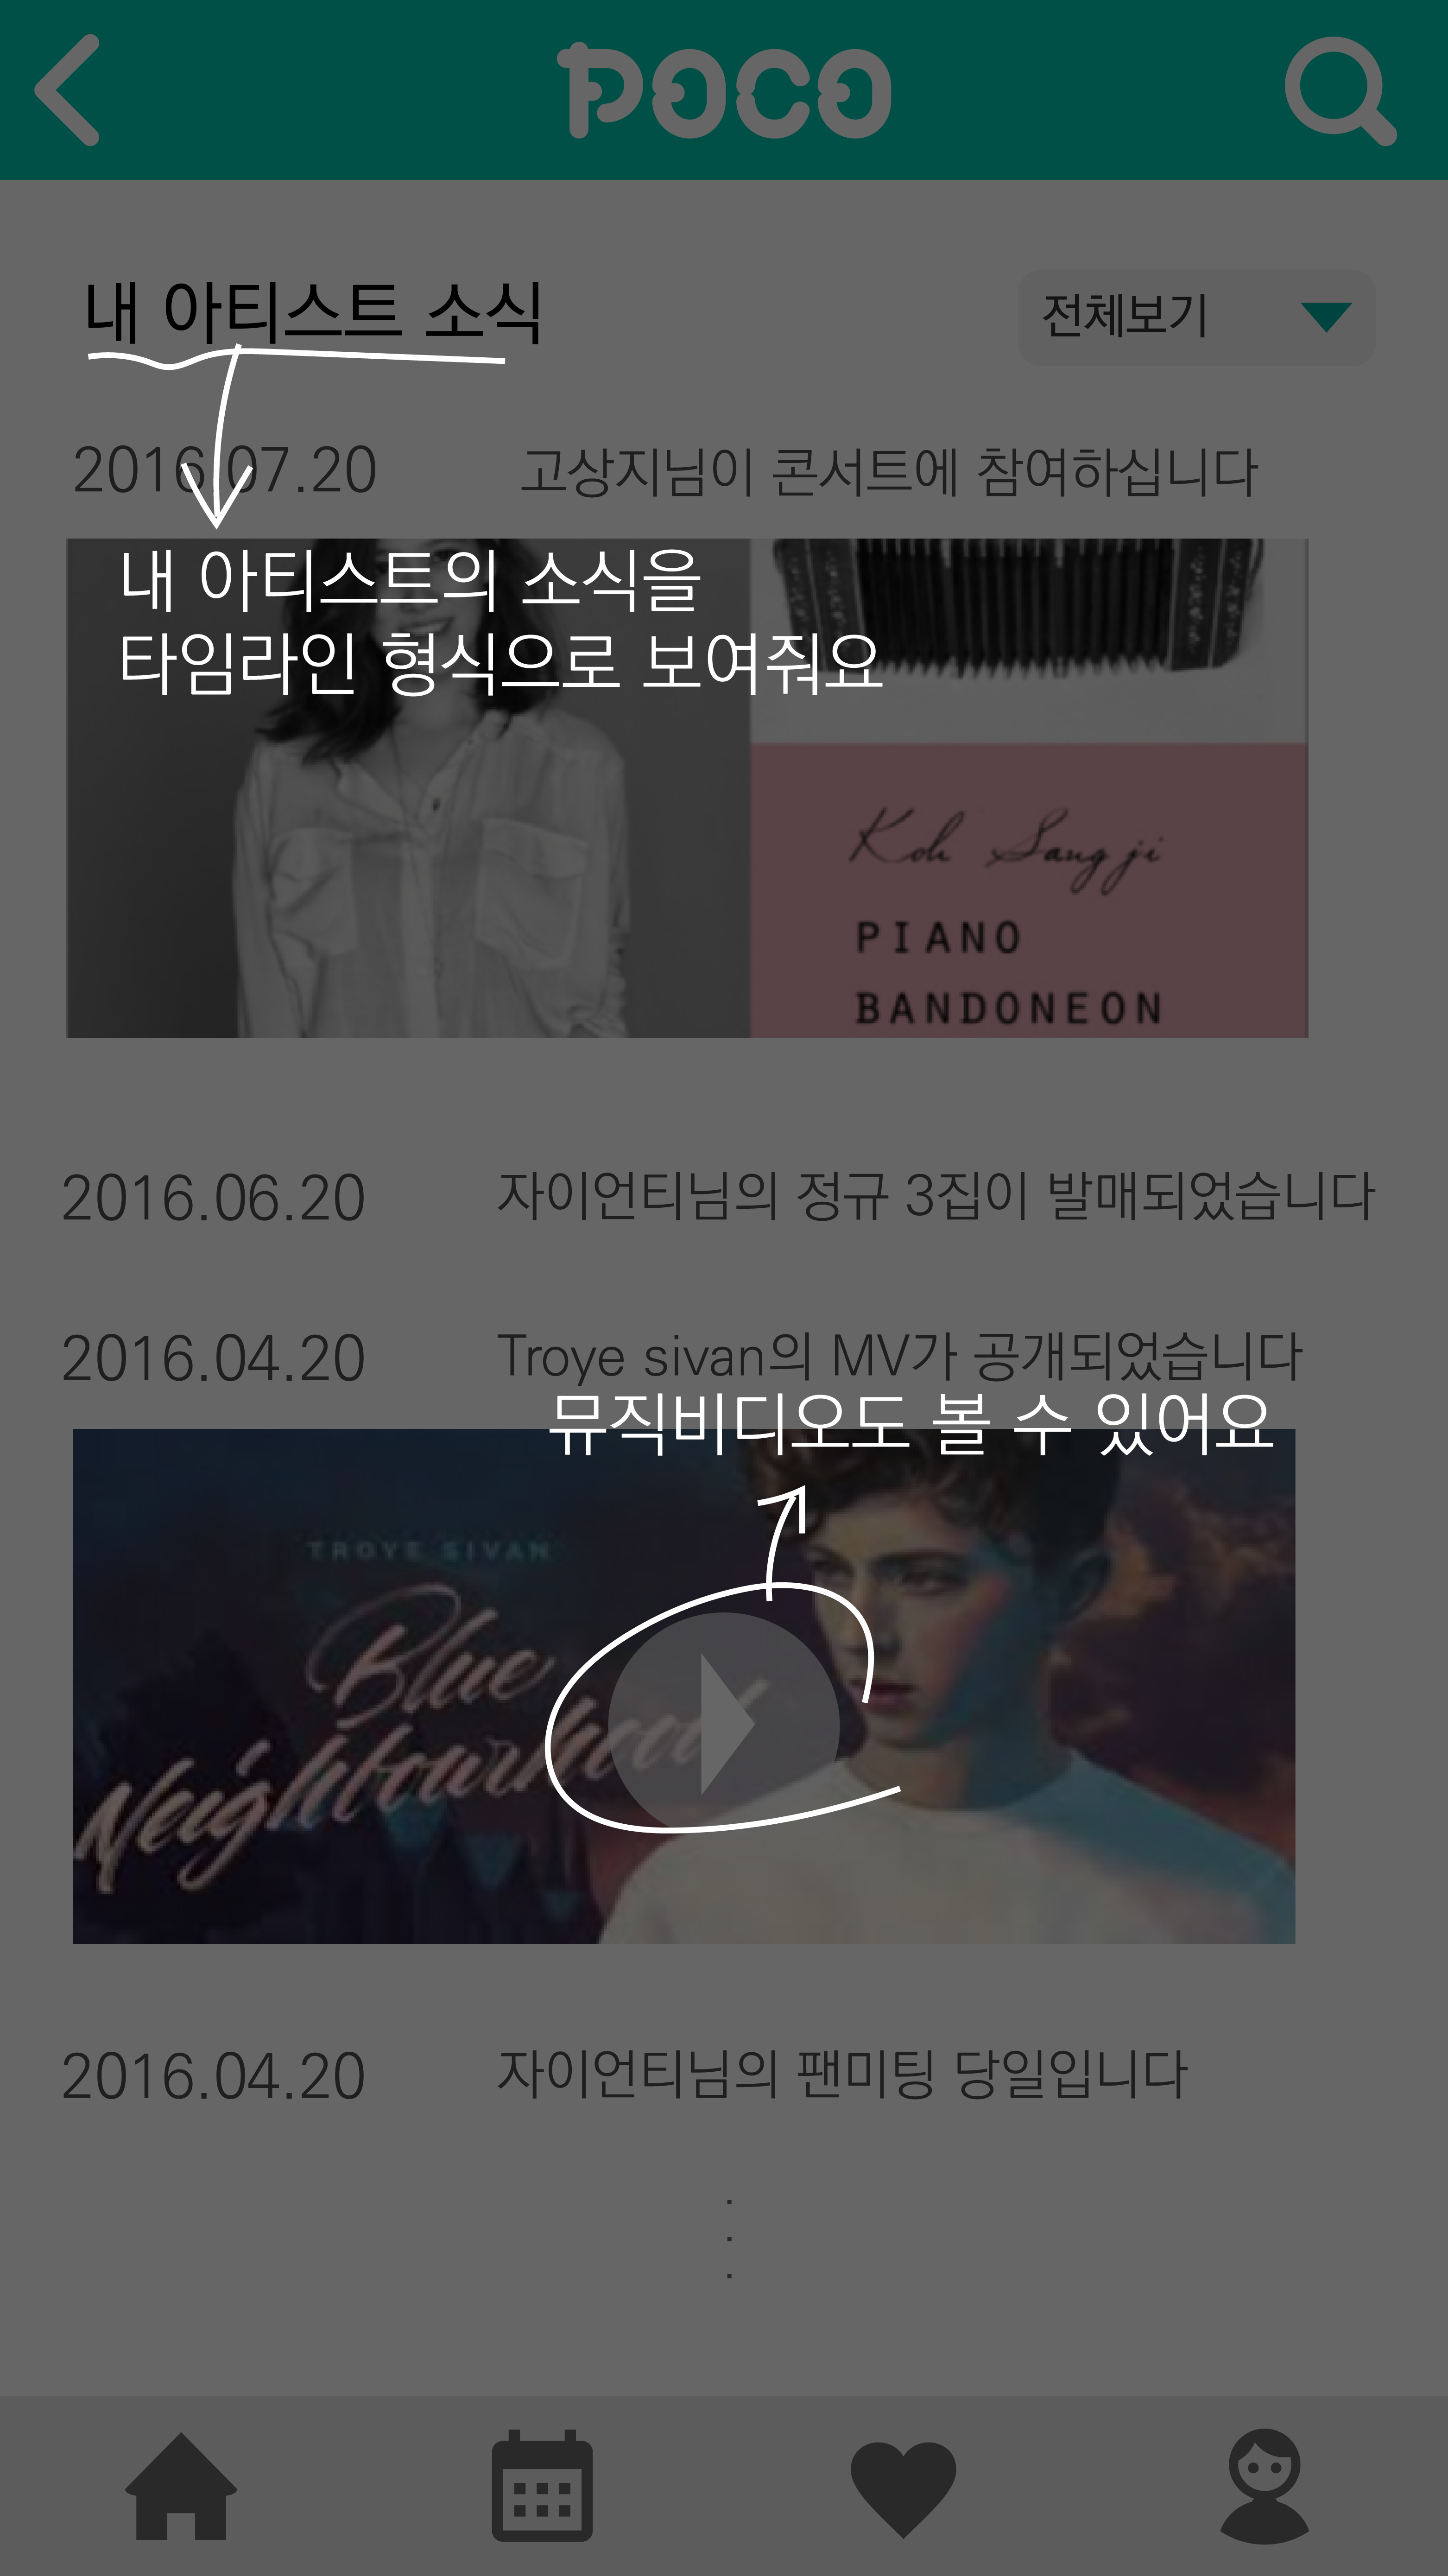 POCO
내 아티스트 소식
전체보기
2016.07.20 고상지님이 콘서트에 참여하십니다
내 아티스트의 소식을
타임라인 형식으로 보여줘요
Koh Sangji
PIANO
BANDONEON
2016.06.20 자이언티님의 정규 3집이 발매되었습니다
2016.04.20 Troye sivan의 MV가 공개되었습니다
뮤직비디오도 볼 수 있어요
TROYE SIVAN
Blue
Neighbourhood
2016.04.20 자이언티님의 팬미팅 당일입니다